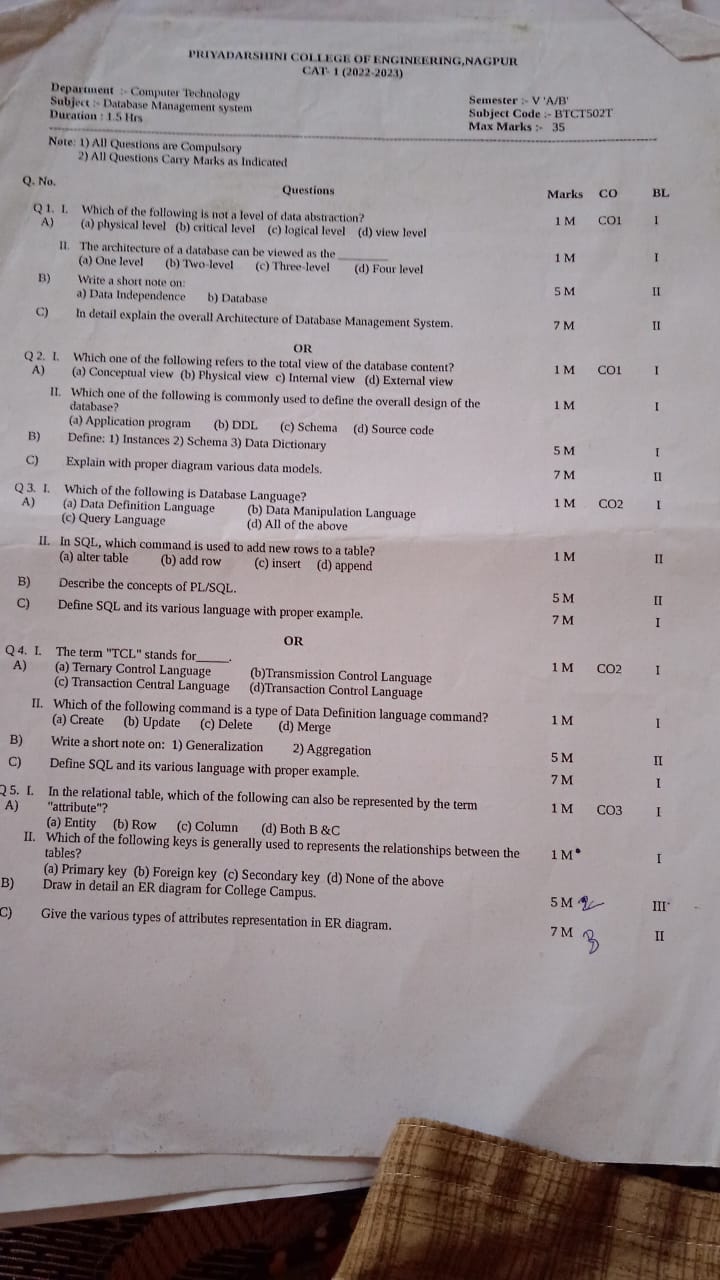 PRIYADARSHINI COLLEGE OF ENGINEERING,NAGPUR
CAT- 1 (2022-2023)
Department :- Computer Technology
Semester :- V 'A/B'
Subject :- Database Management system
Subject Code :- BTCT502T
Duration : 1.5 Hrs
Max Marks :- 35
Note: 1) All Questions are Compulsory
2) All Questions Carry Marks as Indicated
Q. No. Questions Marks CO BL
Q 1. I. Which of the following is not a level of data abstraction? 1 M CO1 I
A) (a) physical level (b) critical level (c) logical level (d) view level
II. The architecture of a database can be viewed as the ________ 1 M I
(a) One level (b) Two-level (c) Three-level (d) Four level
B) Write a short note on: 5 M II
a) Data Independence b) Database
C) In detail explain the overall Architecture of Database Management System. 7 M II
OR
Q 2. I. Which one of the following refers to the total view of the database content? 1 M CO1 I
A) (a) Conceptual view (b) Physical view c) Internal view (d) External view
II. Which one of the following is commonly used to define the overall design of the 1 M I
database?
(a) Application program (b) DDL (c) Schema (d) Source code
B) Define: 1) Instances 2) Schema 3) Data Dictionary 5 M I
C) Explain with proper diagram various data models. 7 M II
Q 3. I. Which of the following is Database Language? 1 M CO2 I
A) (a) Data Definition Language (b) Data Manipulation Language
(c) Query Language (d) All of the above
II. In SQL, which command is used to add new rows to a table? 1 M II
(a) alter table (b) add row (c) insert (d) append
B) Describe the concepts of PL/SQL. 5 M II
C) Define SQL and its various language with proper example. 7 M I
OR
Q 4. I. The term "TCL" stands for_____. 1 M CO2 I
A) (a) Ternary Control Language (b)Transmission Control Language
(c) Transaction Central Language (d)Transaction Control Language
II. Which of the following command is a type of Data Definition language command? 1 M I
(a) Create (b) Update (c) Delete (d) Merge
B) Write a short note on: 1) Generalization 2) Aggregation 5 M II
C) Define SQL and its various language with proper example. 7 M I
Q 5. I. In the relational table, which of the following can also be represented by the term 1 M CO3 I
A) "attribute"?
(a) Entity (b) Row (c) Column (d) Both B &C
II. Which of the following keys is generally used to represents the relationships between the 1 M I
tables?
(a) Primary key (b) Foreign key (c) Secondary key (d) None of the above
B) Draw in detail an ER diagram for College Campus. 5 M III
C) Give the various types of attributes representation in ER diagram. 7 M II